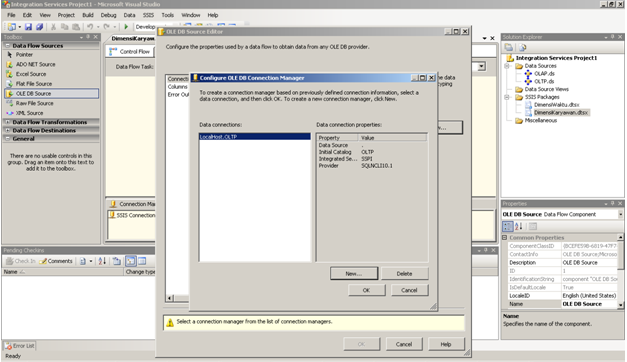 Integration Services Project1 - Microsoft Visual Studio
File Edit View Project Build Debug Data SSIS Tools Window Help
Develop
Toolbox
Data Flow Sources
Pointer
ADO NET Source
Excel Source
Flat File Source
OLE DB Source
Raw File Source
XML Source
Data Flow Transformations
Data Flow Destinations
General
There are no usable controls in this
group. Drag an item onto this text to
add it to the toolbox.
DimensiKaryaw
Control Flow
Data Flow Task:
Connection Ma
SSIS Connection
OLE DB Source Editor
Configure the properties used by a data flow to obtain data from any OLE DB provider.
Connecti
Columns
Error Out
Configure OLE DB Connection Manager
To create a connection manager based on previously defined connection information, select a
data connection, and then click OK. To create a new connection manager, click New.
Data connections:
LocalHost.OLTP
Data connection properties:
Property Value
Data Source .
Initial Catalog OLTP
Integrated Se... SSPI
Provider SQLNCLI10.1
New... Delete
OK Cancel
Select a connection manager from the list of connection managers.
OK Cancel Help
Solution Explorer
Integration Services Project1
Data Sources
OLAP.ds
OLTP.ds
Data Source Views
SSIS Packages
DimensiWaktu.dtsx
DimensiKaryawan.dtsx
Miscellaneous
Properties
OLE DB Source Data Flow Component
Common Properties
ComponentClassID
ContactInfo OLE DB Source;Microso
Description OLE DB Source
ID 1
IdentificationString component "OLE DB So
IsDefaultLocale True
LocaleID English (United States)
Name OLE DB Source
Name
Specifies the name of the component.
Pending Checkins
Check In Comments
Name Change type
Error List
Ready